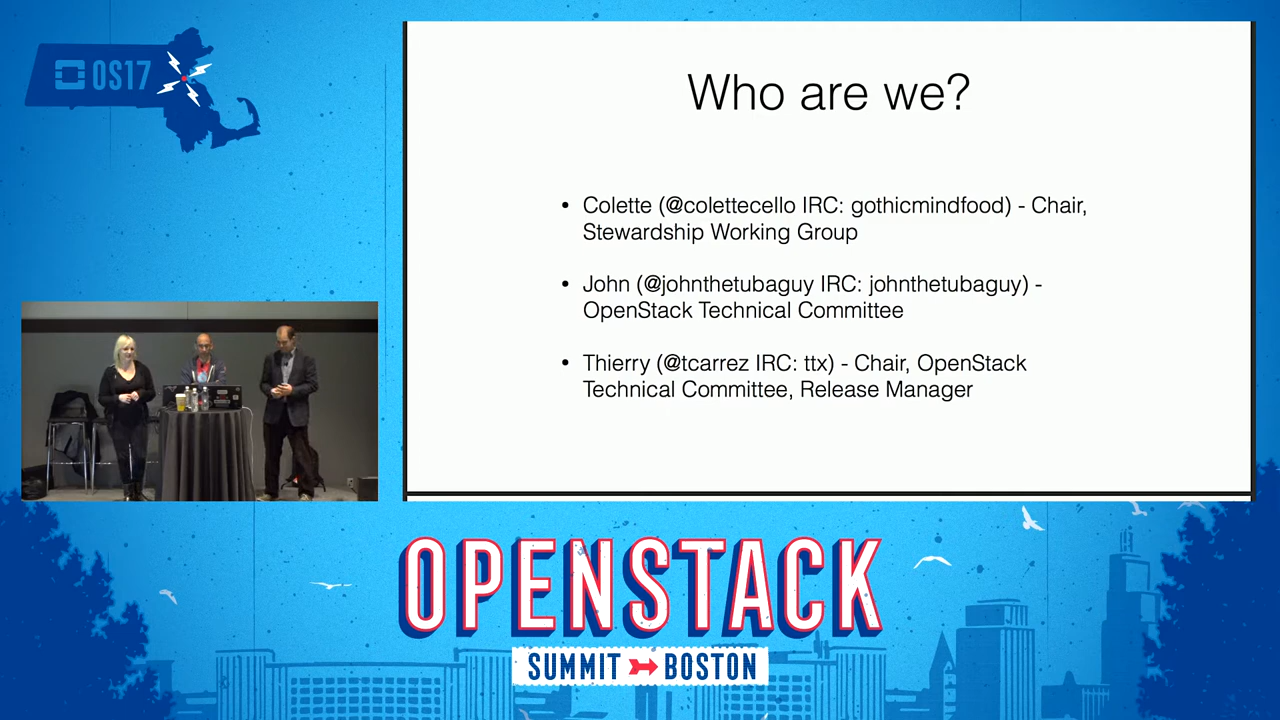 OS17
Who are we?
• Colette (@colettecello IRC: gothicmindfood) - Chair,
Stewardship Working Group
• John (@johnthetubaguy IRC: johnthetubaguy) -
OpenStack Technical Committee
• Thierry (@tcarrez IRC: ttx) - Chair, OpenStack
Technical Committee, Release Manager
OPENSTACK
SUMMIT BOSTON